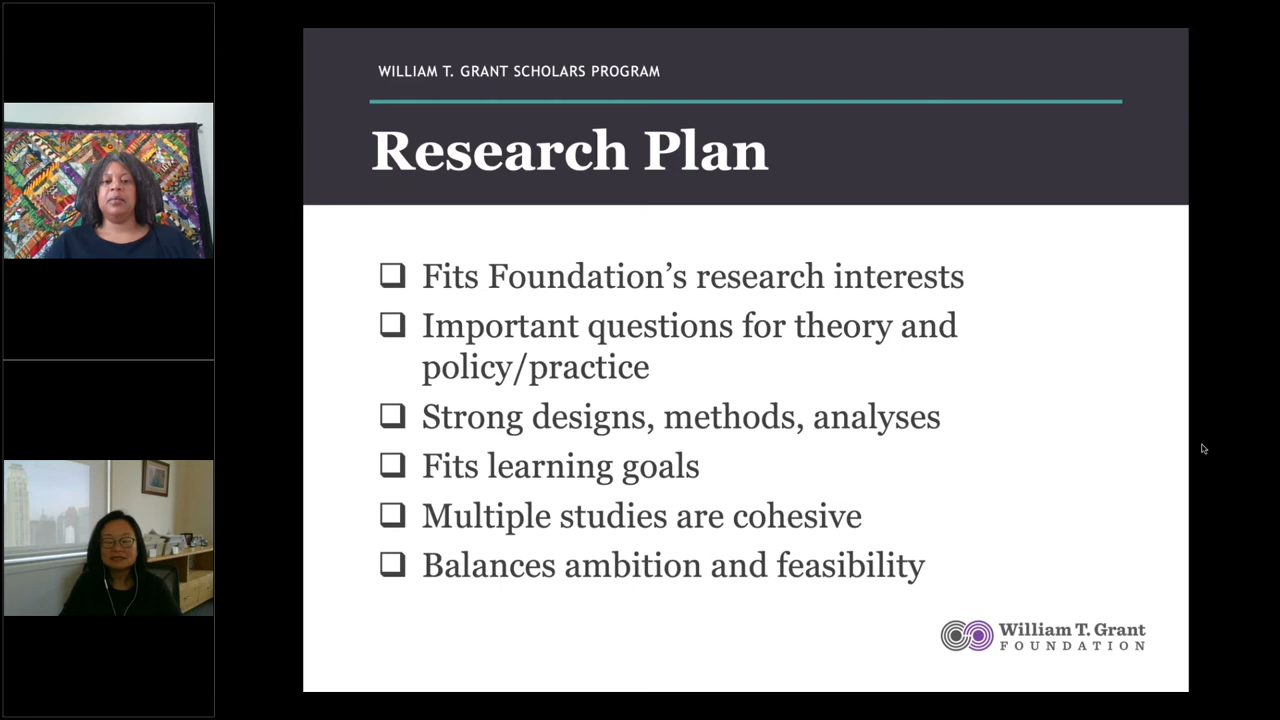 WILLIAM T. GRANT SCHOLARS PROGRAM
Research Plan
Fits Foundation’s research interests
Important questions for theory and
policy/practice
Strong designs, methods, analyses
Fits learning goals
Multiple studies are cohesive
Balances ambition and feasibility
William T. Grant
FOUNDATION